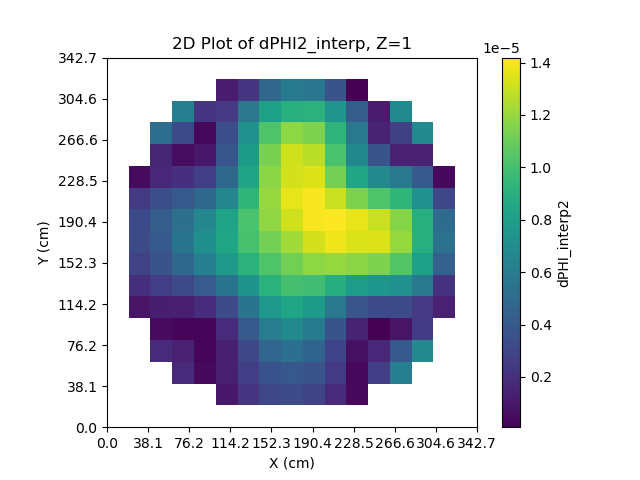 2D Plot of dPHI2_interp, Z=1
1e−5
342.7
304.6
266.6
228.5
190.4
152.3
114.2
76.2
38.1
0.0
Y (cm)
0.0 38.1 76.2 114.2 152.3 190.4 228.5 266.6 304.6 342.7
X (cm)
1.4
1.2
1.0
0.8
0.6
0.4
0.2
dPHI_interp2